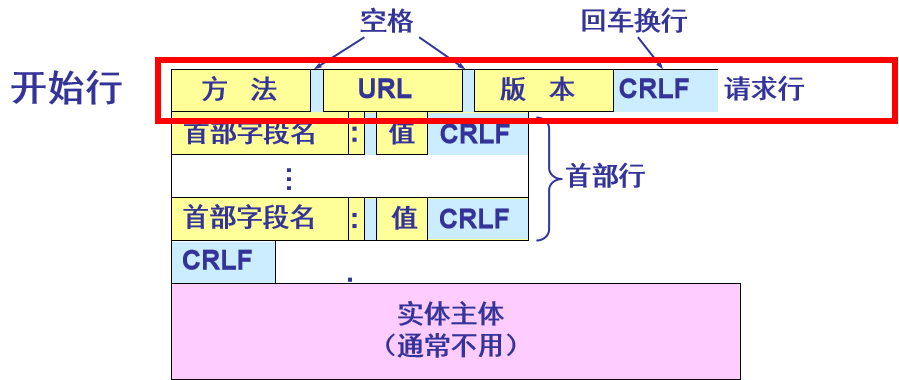 空格 回车换行
开始行 方 法 URL 版 本 CRLF 请求行
首部字段名 : 值 CRLF
⋮ 首部行
首部字段名 : 值 CRLF
CRLF
实体主体
（通常不用）